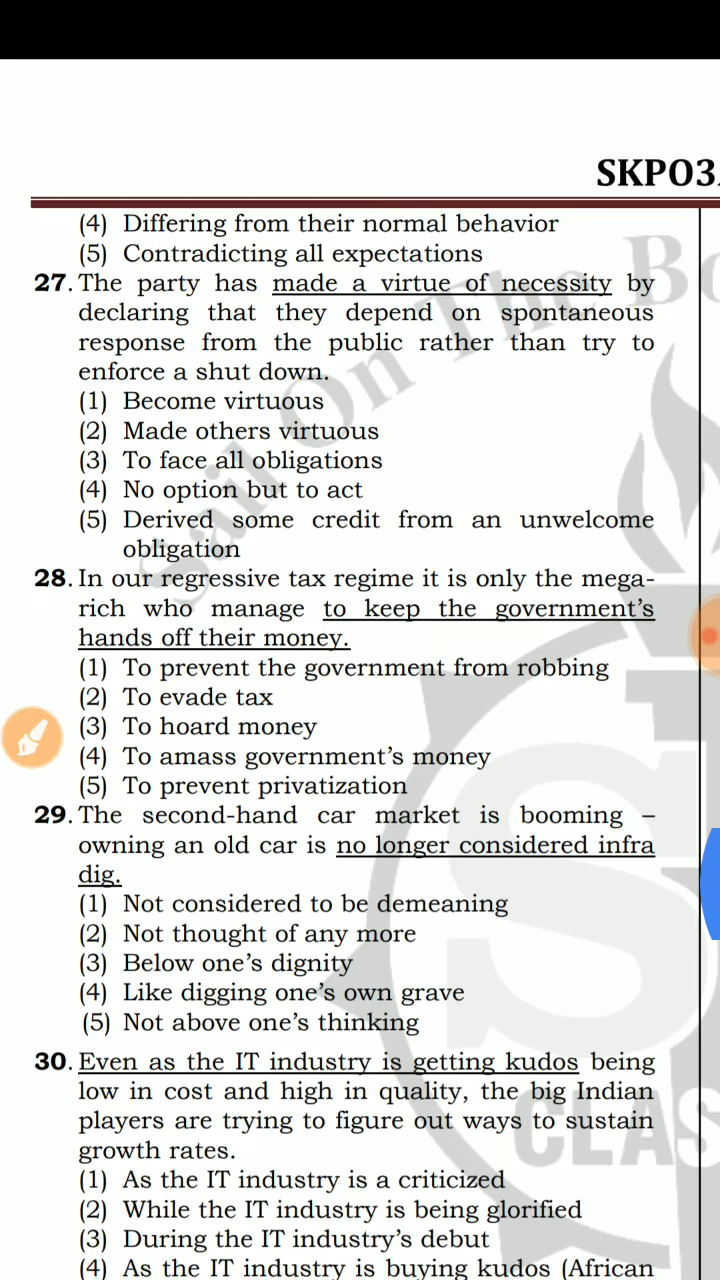 SKPO3
(4) Differing from their normal behavior
(5) Contradicting all expectations
27. The party has made a virtue of necessity by
declaring that they depend on spontaneous
response from the public rather than try to
enforce a shut down.
(1) Become virtuous
(2) Made others virtuous
(3) To face all obligations
(4) No option but to act
(5) Derived some credit from an unwelcome
obligation
28. In our regressive tax regime it is only the mega-
rich who manage to keep the government's
hands off their money.
(1) To prevent the government from robbing
(2) To evade tax
(3) To hoard money
(4) To amass government's money
(5) To prevent privatization
29. The second-hand car market is booming –
owning an old car is no longer considered infra
dig.
(1) Not considered to be demeaning
(2) Not thought of any more
(3) Below one's dignity
(4) Like digging one's own grave
(5) Not above one's thinking
30. Even as the IT industry is getting kudos being
low in cost and high in quality, the big Indian
players are trying to figure out ways to sustain
growth rates.
(1) As the IT industry is a criticized
(2) While the IT industry is being glorified
(3) During the IT industry's debut
(4) As the IT industry is buying kudos (African
Sail On The Bo
CLAS